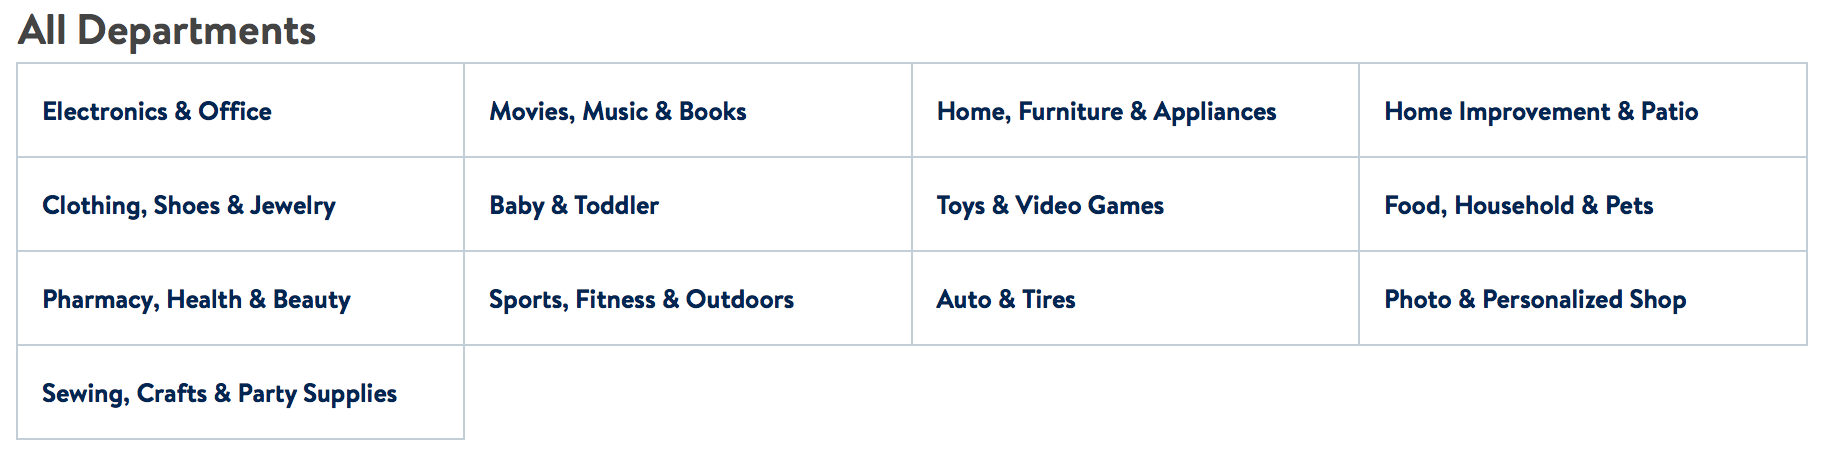 All Departments
Electronics & Office
Movies, Music & Books
Home, Furniture & Appliances
Home Improvement & Patio
Clothing, Shoes & Jewelry
Baby & Toddler
Toys & Video Games
Food, Household & Pets
Pharmacy, Health & Beauty
Sports, Fitness & Outdoors
Auto & Tires
Photo & Personalized Shop
Sewing, Crafts & Party Supplies